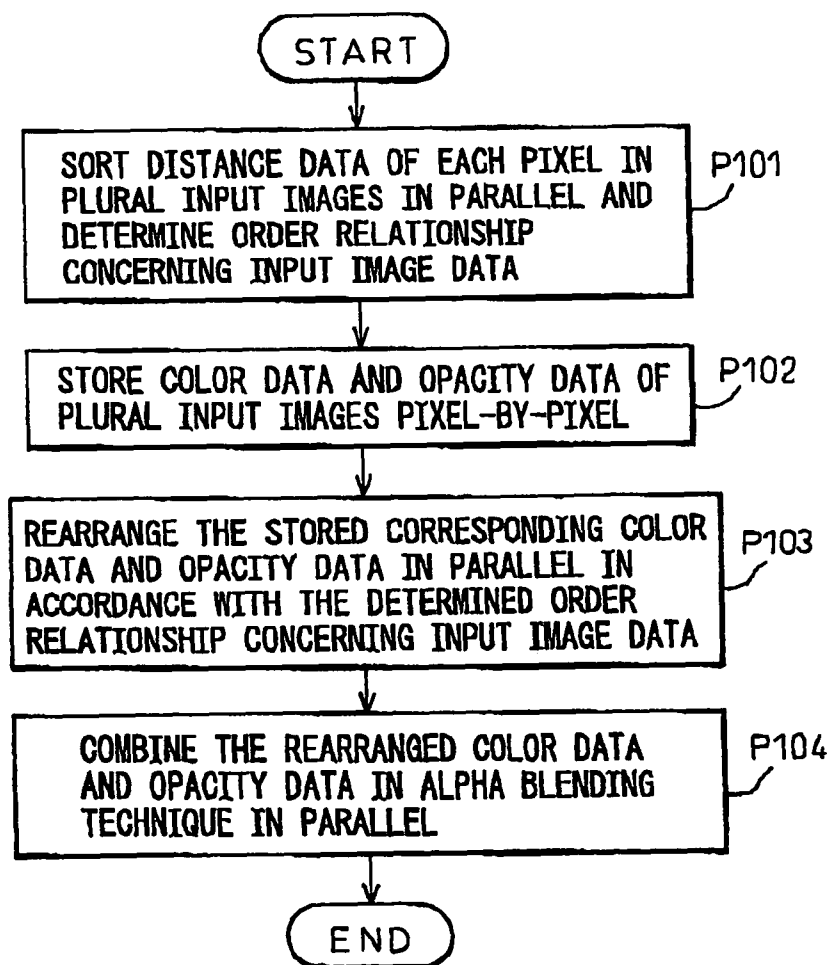 START
SORT DISTANCE DATA OF EACH PIXEL IN
PLURAL INPUT IMAGES IN PARALLEL AND
DETERMINE ORDER RELATIONSHIP
CONCERNING INPUT IMAGE DATA
P101
STORE COLOR DATA AND OPACITY DATA OF
PLURAL INPUT IMAGES PIXEL-BY-PIXEL
P102
REARRANGE THE STORED CORRESPONDING COLOR
DATA AND OPACITY DATA IN PARALLEL IN
ACCORDANCE WITH THE DETERMINED ORDER
RELATIONSHIP CONCERNING INPUT IMAGE DATA
P103
COMBINE THE REARRANGED COLOR DATA
AND OPACITY DATA IN ALPHA BLENDING
TECHNIQUE IN PARALLEL
P104
END